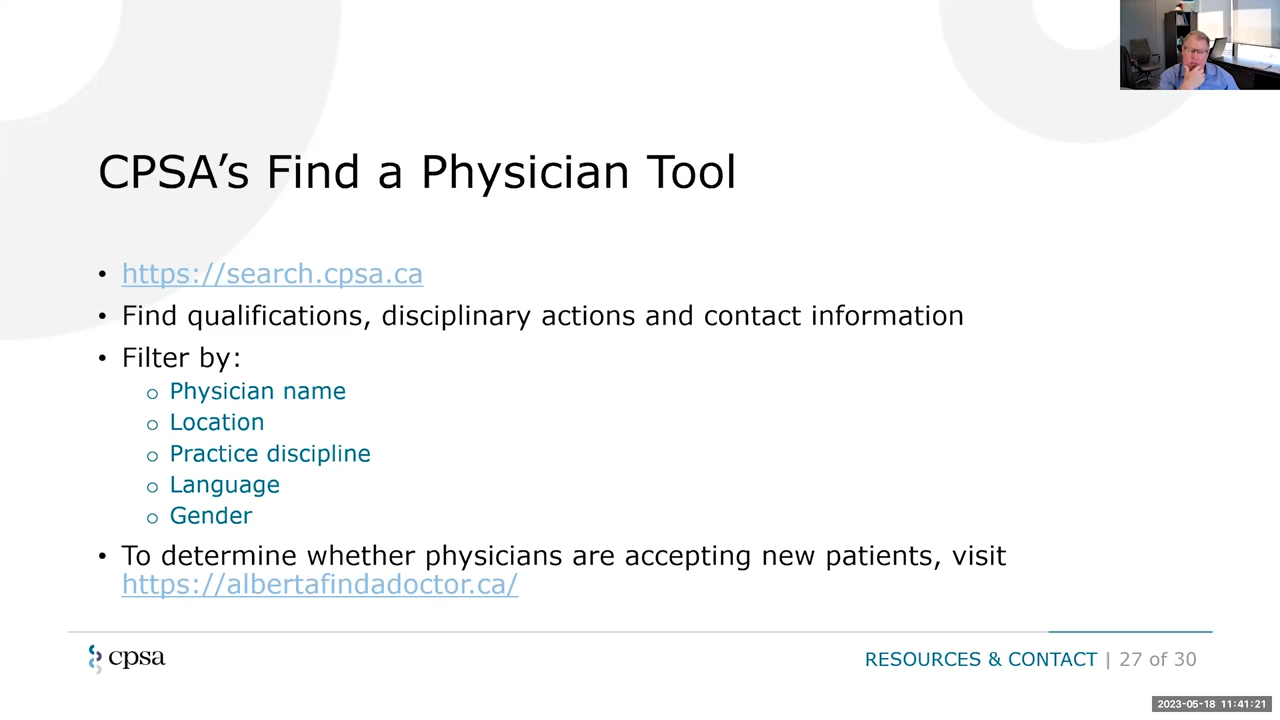 CPSA’s Find a Physician Tool
• https://search.cpsa.ca
• Find qualifications, disciplinary actions and contact information
• Filter by:
o Physician name
o Location
o Practice discipline
o Language
o Gender
• To determine whether physicians are accepting new patients, visit
https://albertafindadoctor.ca/
cpsa
RESOURCES & CONTACT | 27 of 30
2023-05-18 11:41:21